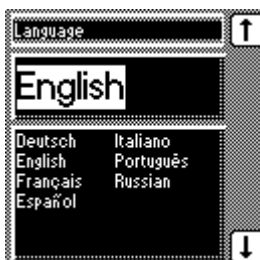 Language
English
Deutsch Italiano
English Português
Français Russian
Español